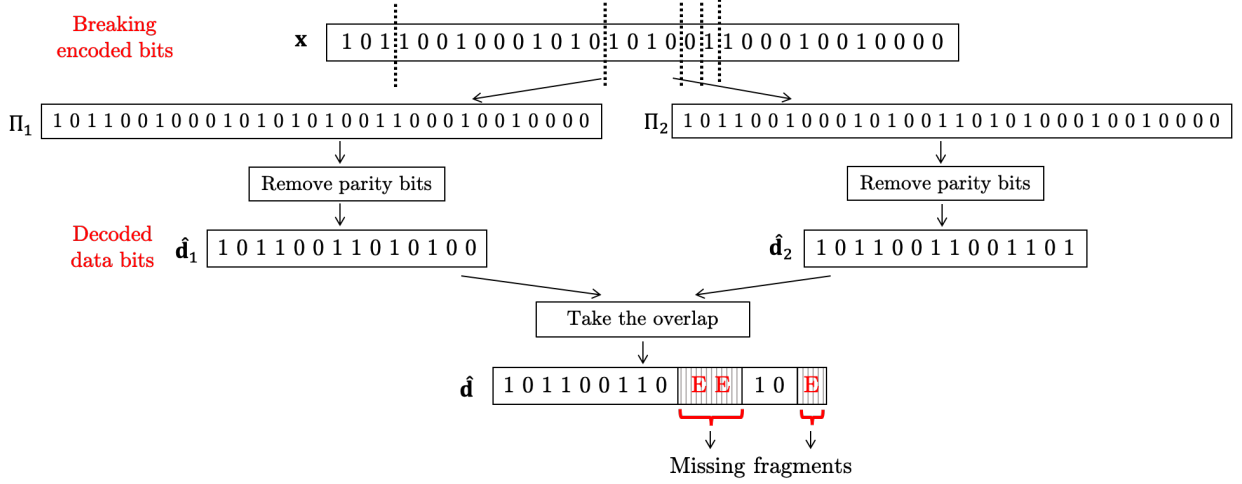 Breaking
encoded bits
x 1 0 1 1 0 0 1 0 0 0 1 0 1 0 1 0 1 0 0 1 1 0 0 0 1 0 0 1 0 0 0 0
Π₁ 1 0 1 1 0 0 1 0 0 0 1 0 1 0 1 0 1 0 0 1 1 0 0 0 1 0 0 1 0 0 0 0
Π₂ 1 0 1 1 0 0 1 0 0 0 1 0 1 0 0 1 1 0 1 0 1 0 0 0 1 0 0 1 0 0 0 0
Remove parity bits
Remove parity bits
Decoded
data bits
d̂₁ 1 0 1 1 0 0 1 1 0 1 0 1 0 0
d̂₂ 1 0 1 1 0 0 1 1 0 0 1 1 0 1
Take the overlap
d̂ 1 0 1 1 0 0 1 1 0 E E 1 0 E
Missing fragments